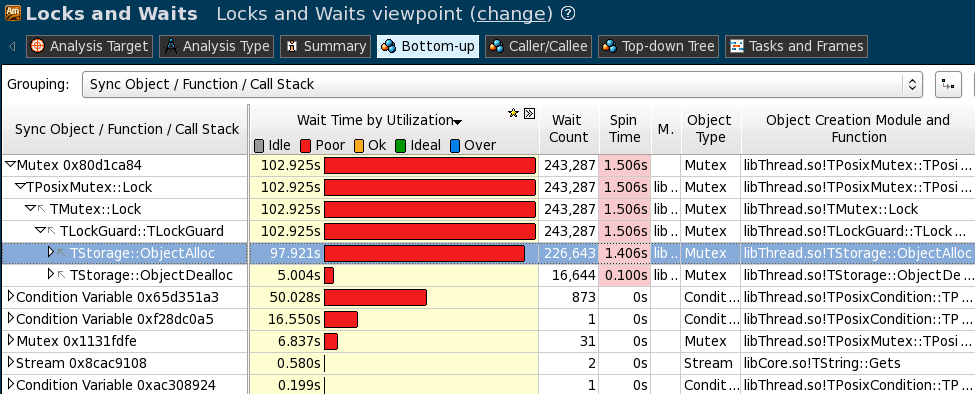 Am Locks and Waits Locks and Waits viewpoint (change) ?
Analysis Target Analysis Type Summary Bottom-up Caller/Callee Top-down Tree Tasks and Frames
Grouping: Sync Object / Function / Call Stack
Sync Object / Function / Call Stack Wait Time by Utilization Wait Count Spin Time M. Object Type Object Creation Module and Function
Idle Poor Ok Ideal Over
Mutex 0x80d1ca84 102.925s 243,287 1.506s Mutex libThread.so!TPosixMutex::TPosi...
TPosixMutex::Lock 102.925s 243,287 1.506s lib .. Mutex libThread.so!TPosixMutex::TPosi...
TMutex::Lock 102.925s 243,287 1.506s lib .. Mutex libThread.so!TMutex::Lock
TLockGuard::TLockGuard 102.925s 243,287 1.506s lib .. Mutex libThread.so!TLockGuard::TLock ...
TStorage::ObjectAlloc 97.921s 226,643 1.406s lib .. Mutex libThread.so!TStorage::ObjectAlloc
TStorage::ObjectDealloc 5.004s 16,644 0.100s lib .. Mutex libThread.so!TStorage::ObjectDe ...
Condition Variable 0x65d351a3 50.028s 873 0s Condit ... libThread.so!TPosixCondition::TP ...
Condition Variable 0xf28dc0a5 16.550s 1 0s Condit ... libThread.so!TPosixCondition::TP ...
Mutex 0x1131fdfe 6.837s 31 0s Mutex libThread.so!TPosixMutex::TPosi...
Stream 0x8cac9108 0.580s 2 0s Stream libCore.so!TString::Gets
Condition Variable 0xac308924 0.199s 1 0s Condit ... libThread.so!TPosixCondition::TP ...